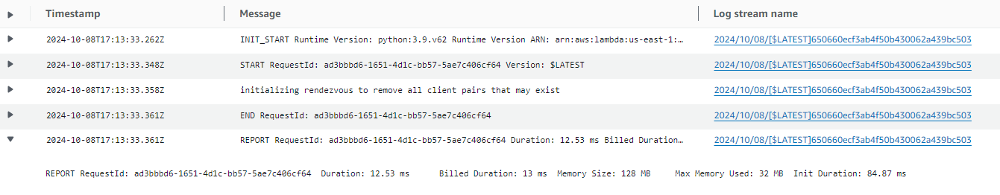 Timestamp Message Log stream name
2024-10-08T17:13:33.262Z INIT_START Runtime Version: python:3.9.v62 Runtime Version ARN: arn:aws:lambda:us-east-1:… 2024/10/08/[$LATEST]650660ecf3ab4f50b430062a439bc503
2024-10-08T17:13:33.348Z START RequestId: ad3bbbd6-1651-4d1c-bb57-5ae7c406cf64 Version: $LATEST 2024/10/08/[$LATEST]650660ecf3ab4f50b430062a439bc503
2024-10-08T17:13:33.358Z initializing rendezvous to remove all client pairs that may exist 2024/10/08/[$LATEST]650660ecf3ab4f50b430062a439bc503
2024-10-08T17:13:33.361Z END RequestId: ad3bbbd6-1651-4d1c-bb57-5ae7c406cf64 2024/10/08/[$LATEST]650660ecf3ab4f50b430062a439bc503
2024-10-08T17:13:33.361Z REPORT RequestId: ad3bbbd6-1651-4d1c-bb57-5ae7c406cf64 Duration: 12.53 ms Billed Duration… 2024/10/08/[$LATEST]650660ecf3ab4f50b430062a439bc503
REPORT RequestId: ad3bbbd6-1651-4d1c-bb57-5ae7c406cf64 Duration: 12.53 ms Billed Duration: 13 ms Memory Size: 128 MB Max Memory Used: 32 MB Init Duration: 84.87 ms